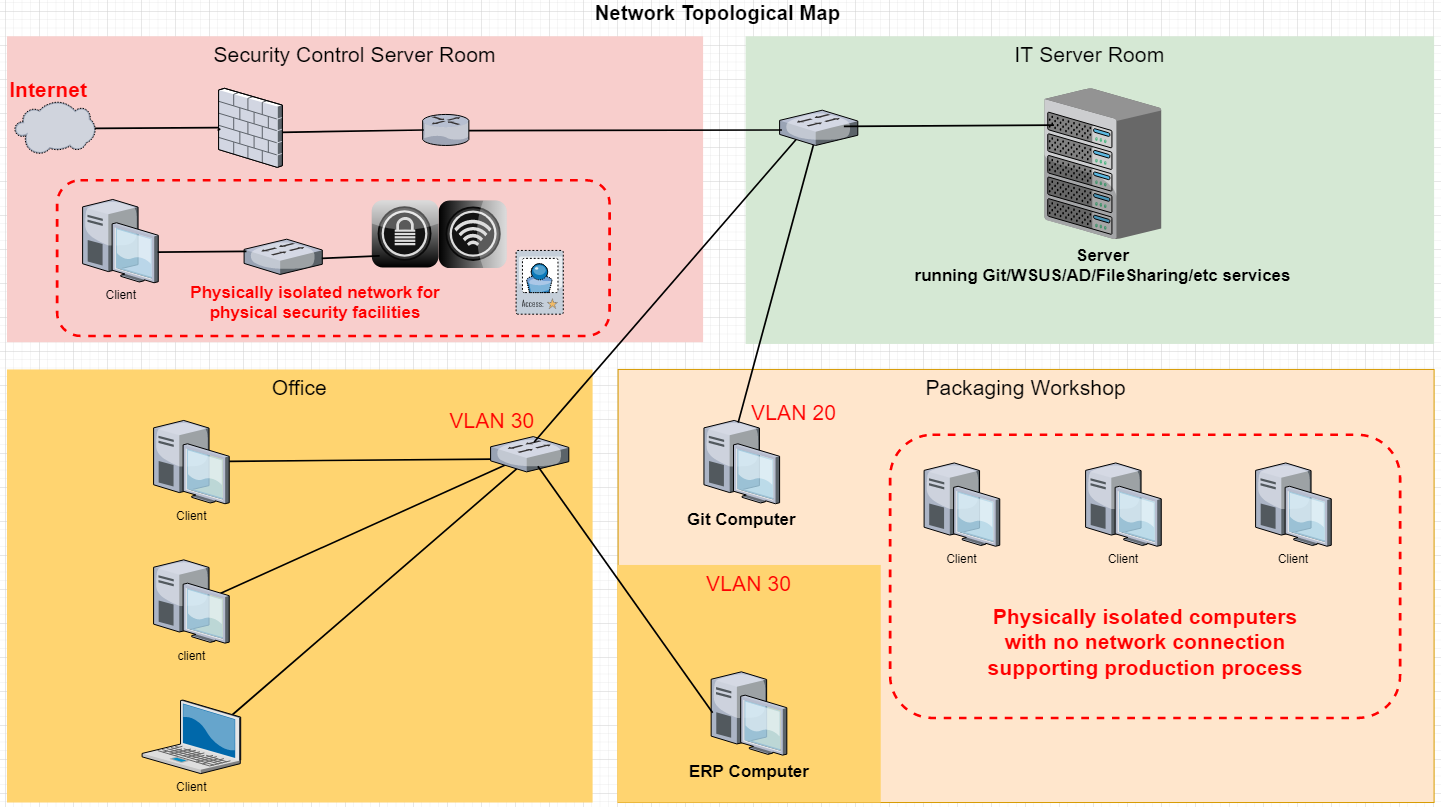 Network Topological Map
Security Control Server Room
IT Server Room
Internet
Client
Physically isolated network for
physical security facilities
Access:
Server
running Git/WSUS/AD/FileSharing/etc services
Office
VLAN 30
Client
client
Client
Packaging Workshop
VLAN 20
Git Computer
Client
Client
Client
VLAN 30
Physically isolated computers
with no network connection
supporting production process
ERP Computer